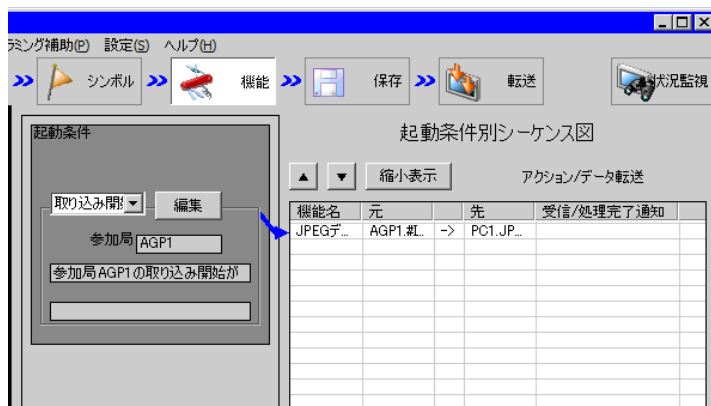 ラミング補助(P) 設定(S) ヘルプ(H)
シンボル 機能 保存 転送 状況監視
起動条件
取り込み開始 編集
参加局 AGP1
参加局AGP1の取り込み開始が
起動条件別シーケンス図
縮小表示 アクション/データ転送
機能名 元 先 受信/処理完了通知
JPEGデ... AGP1.#I... -> PC1.JP...